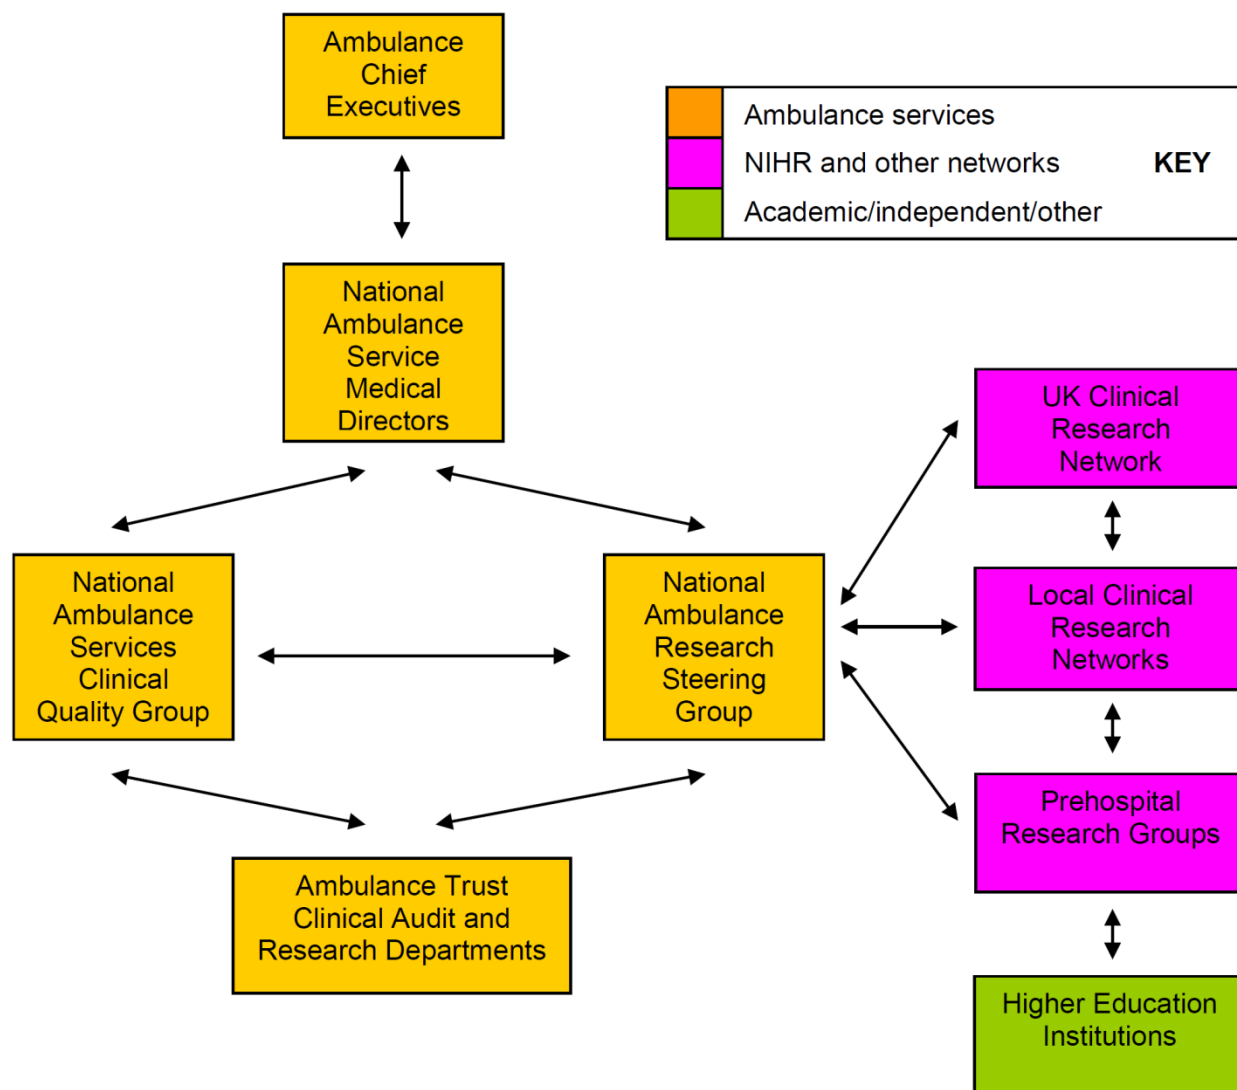 Ambulance
Chief
Executives
Ambulance services
NIHR and other networks KEY
Academic/independent/other
National
Ambulance
Service
Medical
Directors
UK Clinical
Research
Network
National
Ambulance
Services
Clinical
Quality Group
National
Ambulance
Research
Steering
Group
Local Clinical
Research
Networks
Prehospital
Research Groups
Ambulance Trust
Clinical Audit and
Research Departments
Higher Education
Institutions